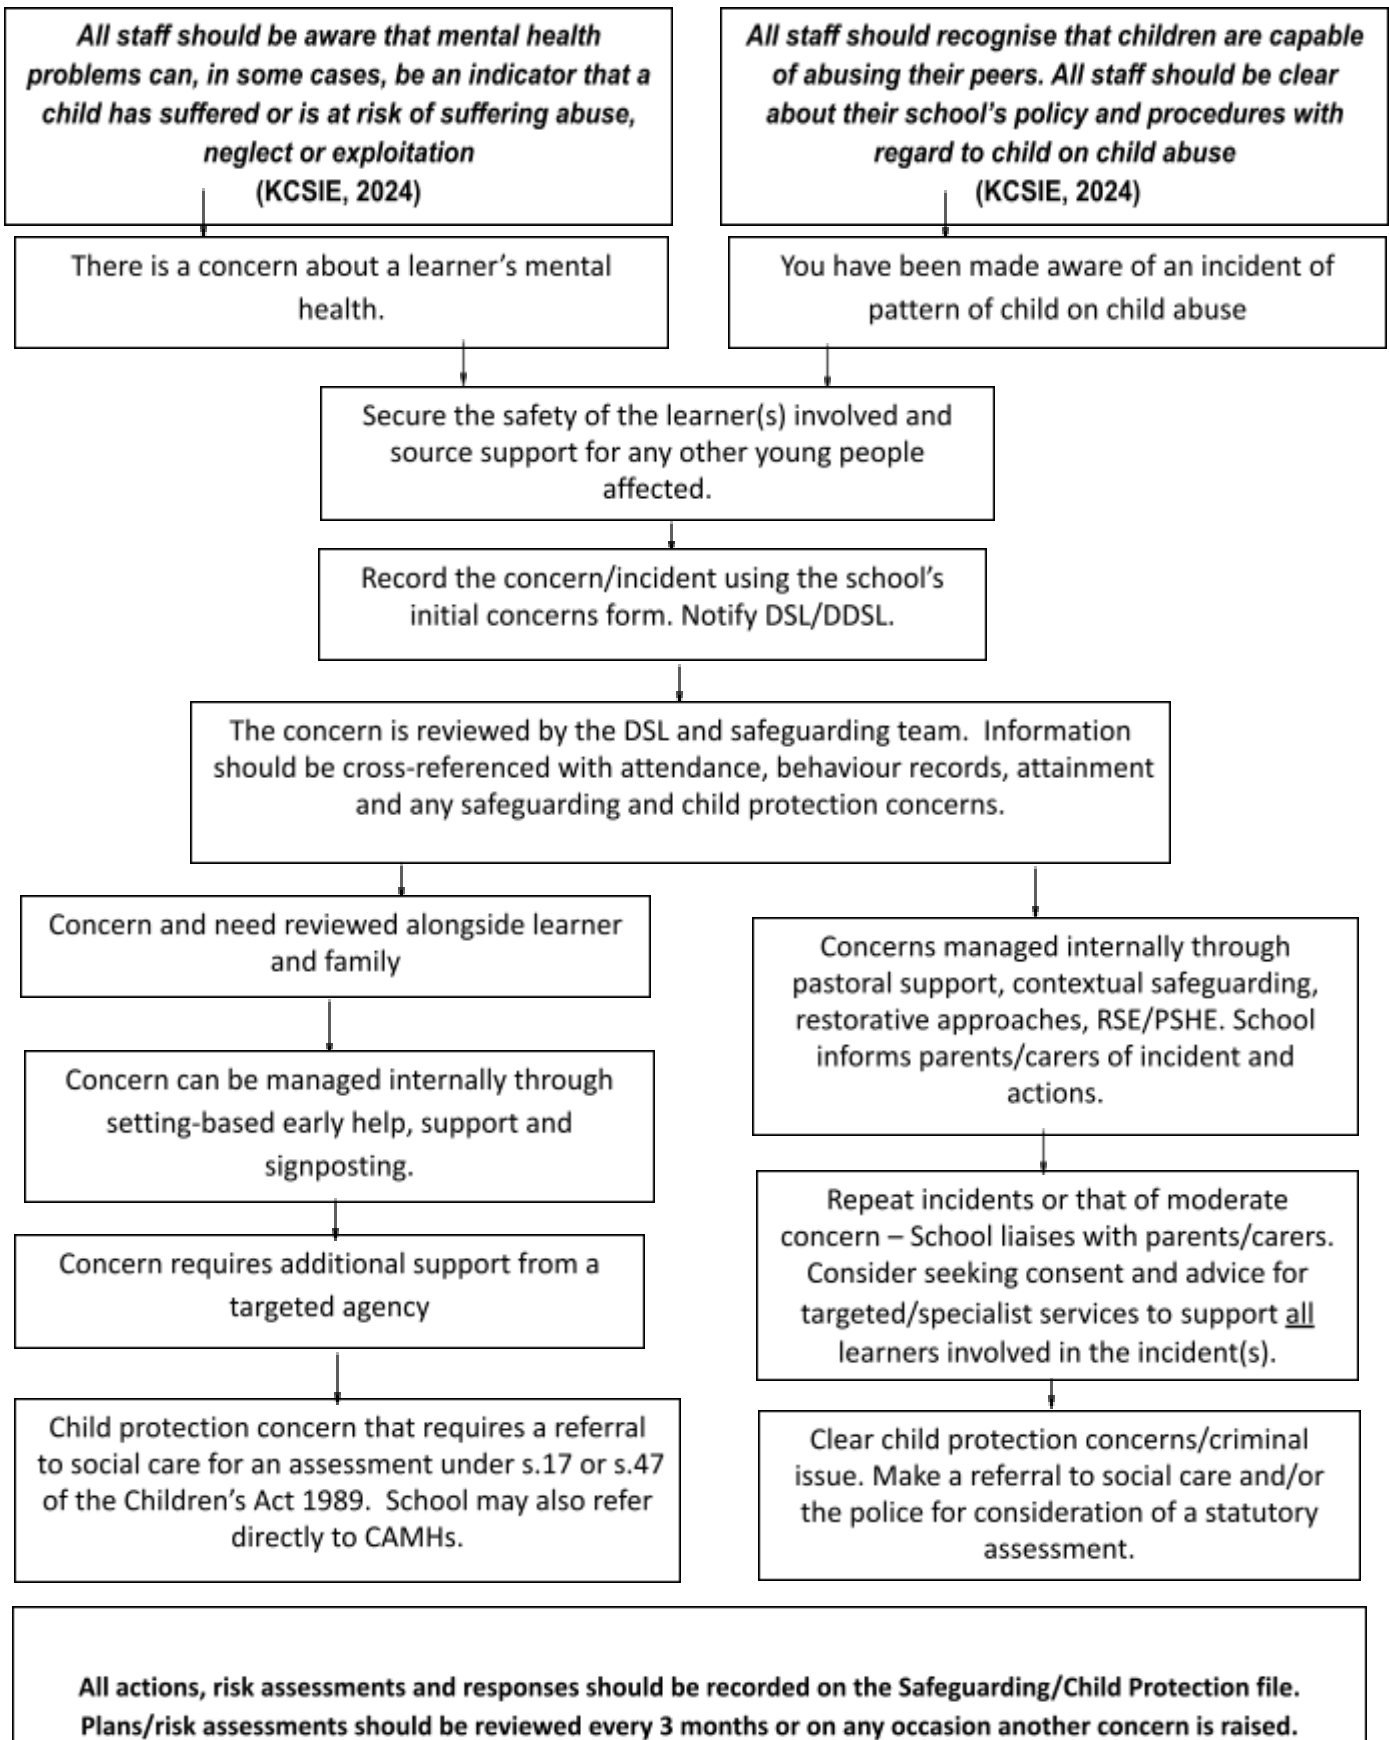 All staff should be aware that mental health
problems can, in some cases, be an indicator that a
child has suffered or is at risk of suffering abuse,
neglect or exploitation
(KCSIE, 2024)
All staff should recognise that children are capable
of abusing their peers. All staff should be clear
about their school's policy and procedures with
regard to child on child abuse
(KCSIE, 2024)
There is a concern about a learner's mental
health.
You have been made aware of an incident of
pattern of child on child abuse
Secure the safety of the learner(s) involved and
source support for any other young people
affected.
Record the concern/incident using the school's
initial concerns form. Notify DSL/DDSL.
The concern is reviewed by the DSL and safeguarding team.  Information
should be cross-referenced with attendance, behaviour records, attainment
and any safeguarding and child protection concerns.
Concern and need reviewed alongside learner
and family
Concern can be managed internally through
setting-based early help, support and
signposting.
Concern requires additional support from a
targeted agency
Child protection concern that requires a referral
to social care for an assessment under s.17 or s.47
of the Children's Act 1989.  School may also refer
directly to CAMHs.
Concerns managed internally through
pastoral support, contextual safeguarding,
restorative approaches, RSE/PSHE. School
informs parents/carers of incident and
actions.
Repeat incidents or that of moderate
concern – School liaises with parents/carers.
Consider seeking consent and advice for
targeted/specialist services to support all
learners involved in the incident(s).
Clear child protection concerns/criminal
issue. Make a referral to social care and/or
the police for consideration of a statutory
assessment.
All actions, risk assessments and responses should be recorded on the Safeguarding/Child Protection file.
Plans/risk assessments should be reviewed every 3 months or on any occasion another concern is raised.